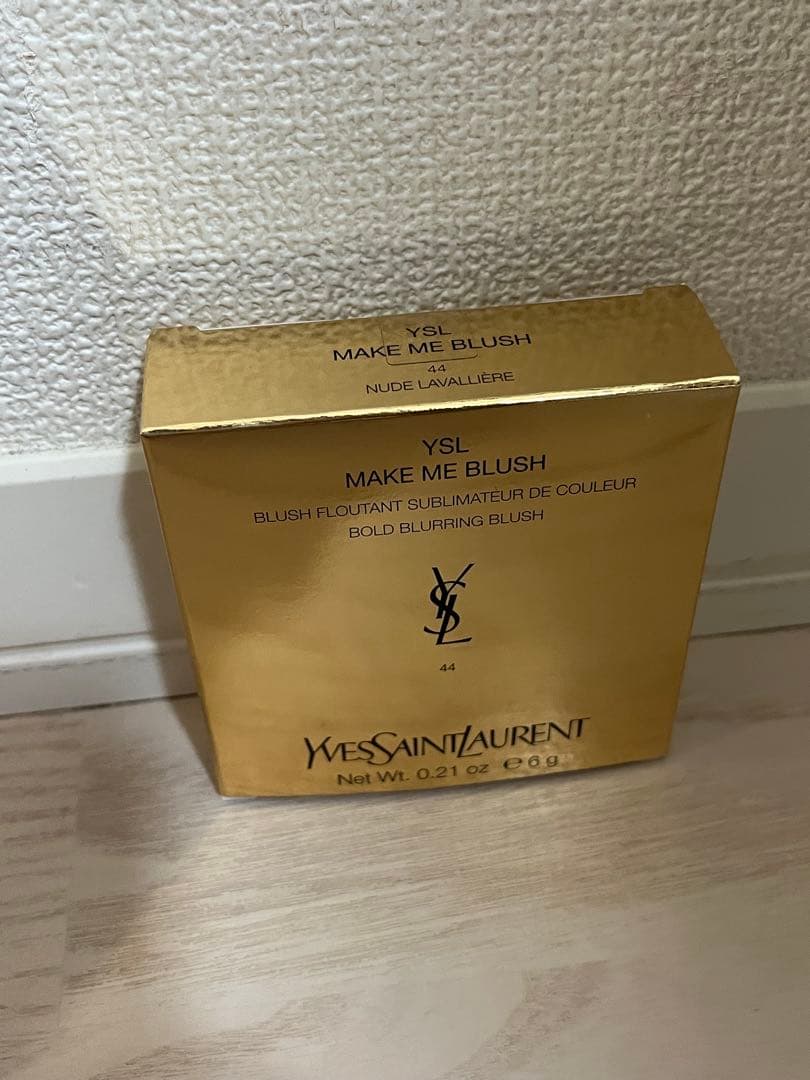 YSL
MAKE ME BLUSH
44
NUDE LAVALLIÈRE
YSL
MAKE ME BLUSH
BLUSH FLOUTANT SUBLIMATEUR DE COULEUR
BOLD BLURRING BLUSH
YSL
44
YVESSAINTLAURENT
Net Wt. 0.21 oz ℮ 6 g